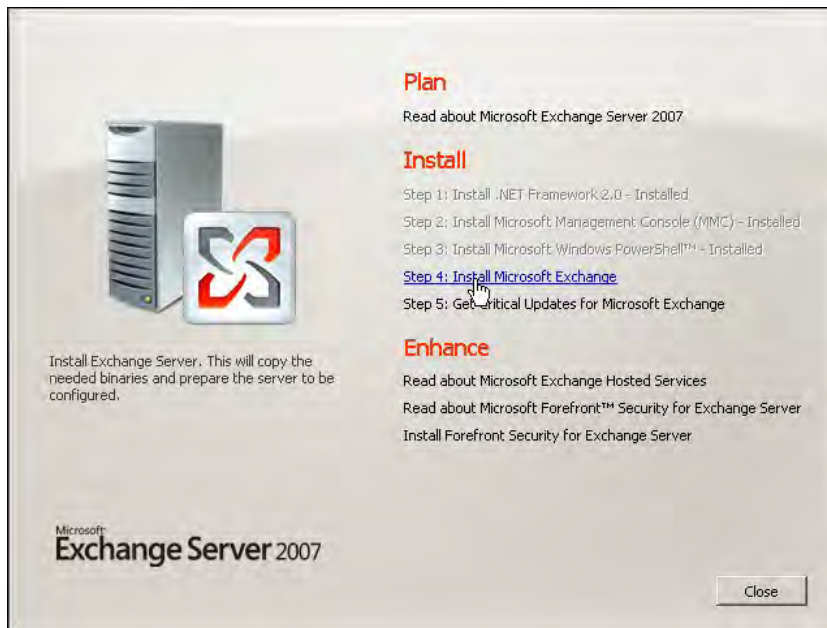 Plan
Read about Microsoft Exchange Server 2007
Install
Step 1: Install .NET Framework 2.0 - Installed
Step 2: Install Microsoft Management Console (MMC) - Installed
Step 3: Install Microsoft Windows PowerShell™ - Installed
Step 4: Install Microsoft Exchange
Step 5: Get Critical Updates for Microsoft Exchange
Enhance
Read about Microsoft Exchange Hosted Services
Read about Microsoft Forefront™ Security for Exchange Server
Install Forefront Security for Exchange Server
Install Exchange Server. This will copy the
needed binaries and prepare the server to be
configured.
Microsoft
Exchange Server 2007
Close